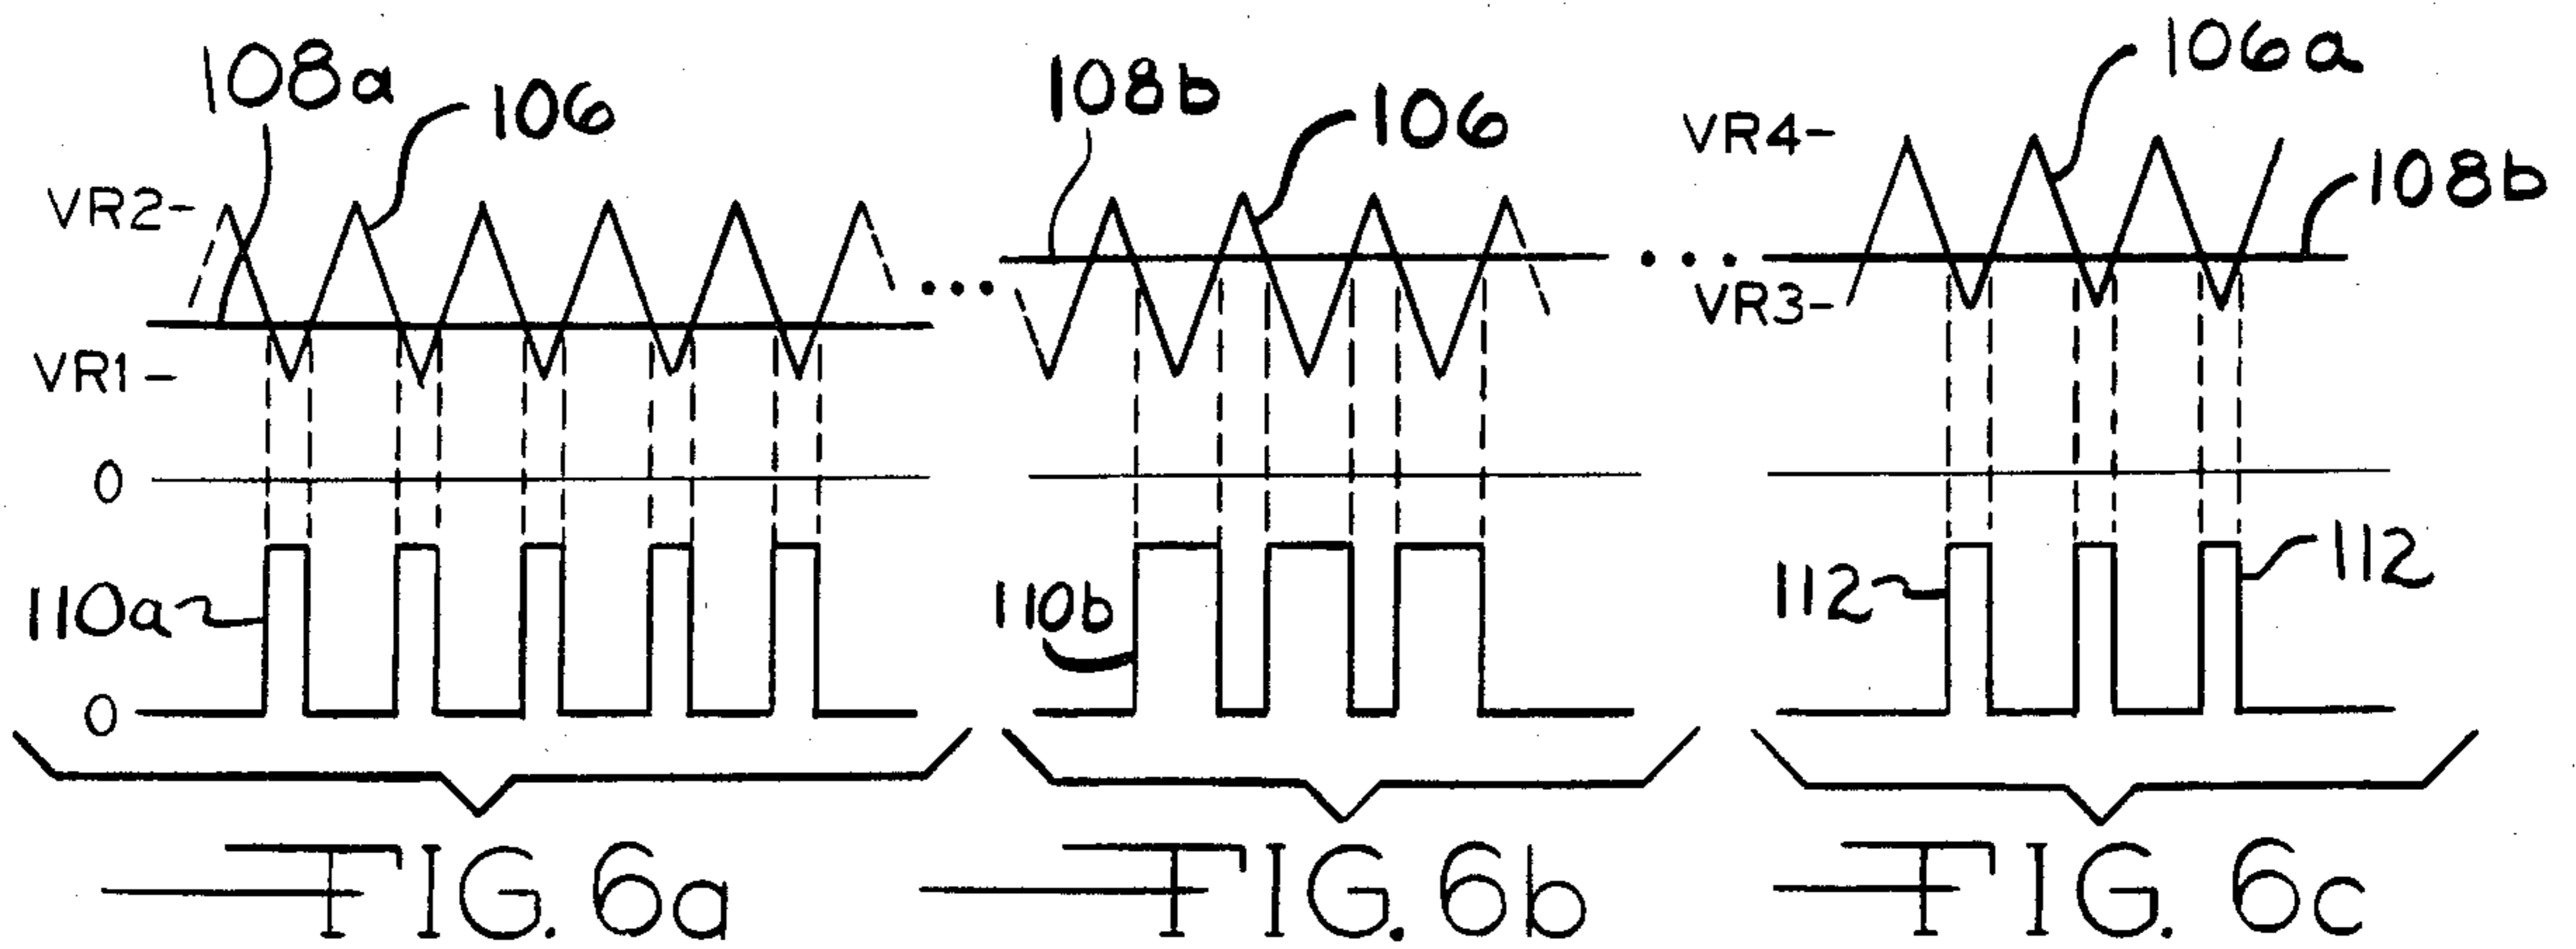 108a
106
VR2-
VR1-
0
110a
0
FIG. 6a
108b
106
110b
FIG. 6b
106a
VR4-
108b
VR3-
112
112
FIG. 6c